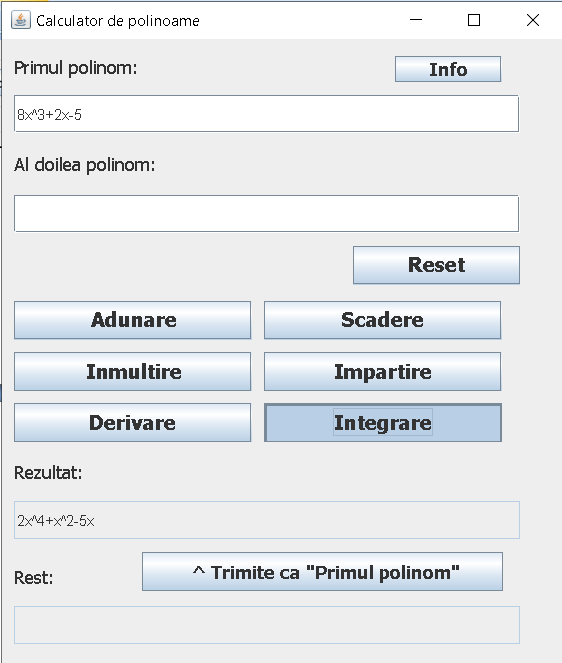 Calculator de polinoame
Primul polinom:
Info
8x^3+2x-5
Al doilea polinom:
Reset
Adunare
Scadere
Inmultire
Impartire
Derivare
Integrare
Rezultat:
2x^4+x^2-5x
Rest:
^ Trimite ca "Primul polinom"